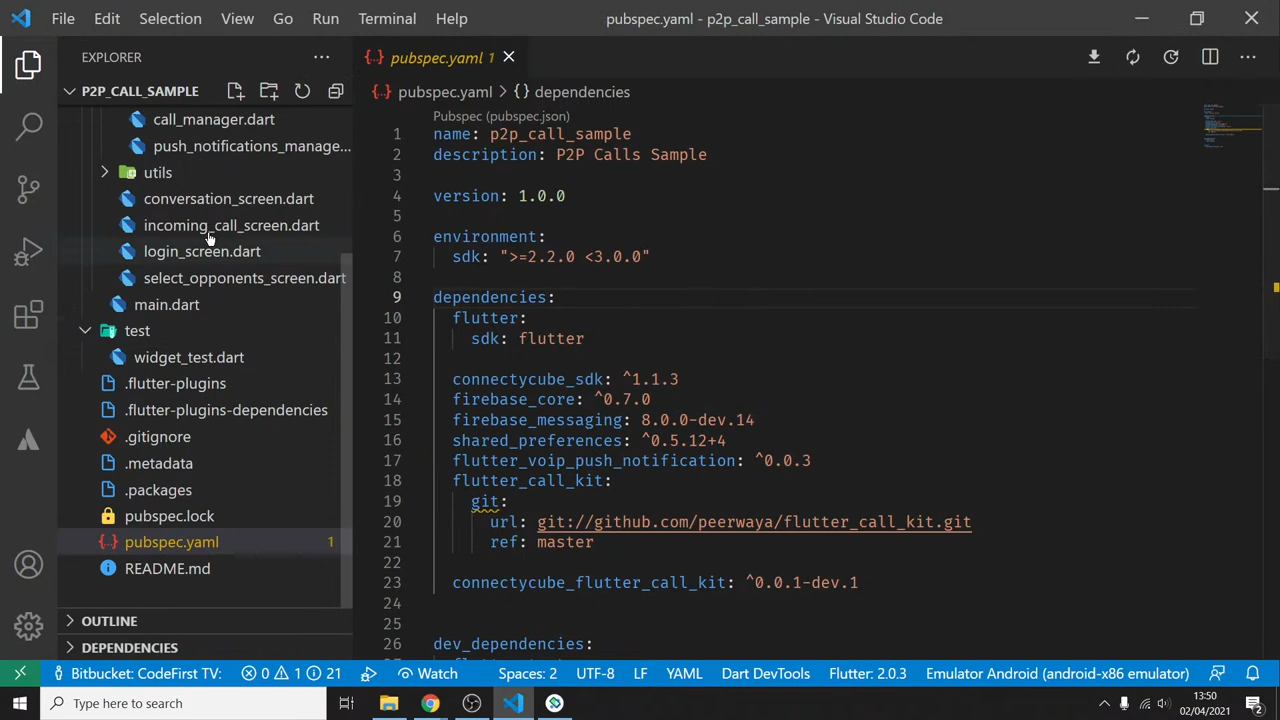 File Edit Selection View Go Run Terminal Help
pubspec.yaml - p2p_call_sample - Visual Studio Code
EXPLORER
P2P_CALL_SAMPLE
call_manager.dart
push_notifications_manage...
utils
conversation_screen.dart
incoming_call_screen.dart
login_screen.dart
select_opponents_screen.dart
main.dart
test
widget_test.dart
.flutter-plugins
.flutter-plugins-dependencies
.gitignore
.metadata
.packages
pubspec.lock
pubspec.yaml 1
README.md
OUTLINE
DEPENDENCIES
pubspec.yaml 1
pubspec.yaml > {} dependencies
Pubspec (pubspec.json)
1 name: p2p_call_sample
2 description: P2P Calls Sample
3
4 version: 1.0.0
5
6 environment:
7 sdk: ">=2.2.0 <3.0.0"
8
9 dependencies:
10 flutter:
11 sdk: flutter
12
13 connectycube_sdk: ^1.1.3
14 firebase_core: ^0.7.0
15 firebase_messaging: 8.0.0-dev.14
16 shared_preferences: ^0.5.12+4
17 flutter_voip_push_notification: ^0.0.3
18 flutter_call_kit:
19 git:
20 url: git://github.com/peerwaya/flutter_call_kit.git
21 ref: master
22
23 connectycube_flutter_call_kit: ^0.0.1-dev.1
24
25
26 dev_dependencies:
Bitbucket: CodeFirst TV: 0 1 21 Watch Spaces: 2 UTF-8 LF YAML Dart DevTools Flutter: 2.0.3 Emulator Android (android-x86 emulator)
Type here to search
13:50
02/04/2021
2